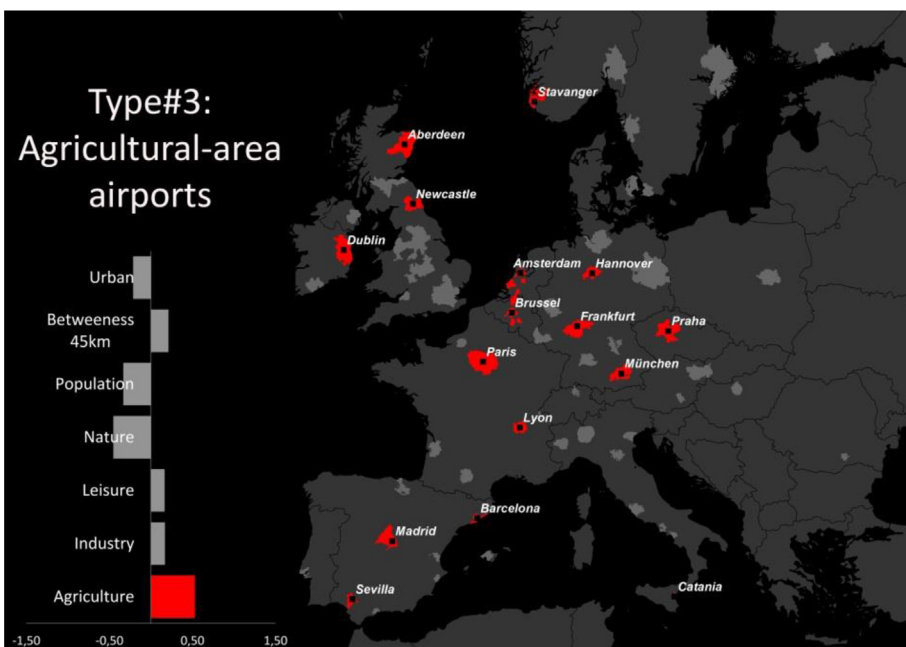 Type#3:
Agricultural-area
airports
Urban
Betweeness
45km
Population
Nature
Leisure
Industry
Agriculture
-1,50 -0,50 0,50 1,50
Stavanger
Aberdeen
Newcastle
Dublin
Amsterdam Hannover
Brussel
Frankfurt Praha
Paris
München
Lyon
Barcelona
Madrid
Sevilla Catania